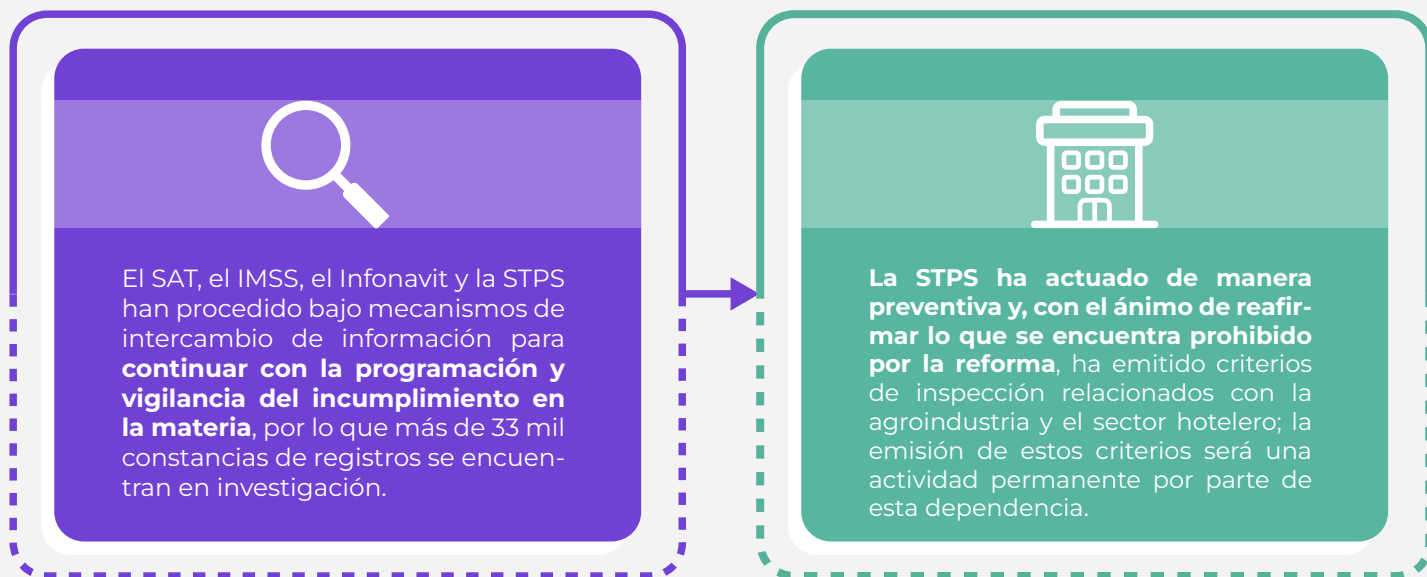 El SAT, el IMSS, el Infonavit y la STPS
han procedido bajo mecanismos de
intercambio de información para
continuar con la programación y
vigilancia del incumplimiento en
la materia, por lo que más de 33 mil
constancias de registros se encuen-
tran en investigación.
La STPS ha actuado de manera
preventiva y, con el ánimo de reafir-
mar lo que se encuentra prohibido
por la reforma, ha emitido criterios
de inspección relacionados con la
agroindustria y el sector hotelero; la
emisión de estos criterios será una
actividad permanente por parte de
esta dependencia.